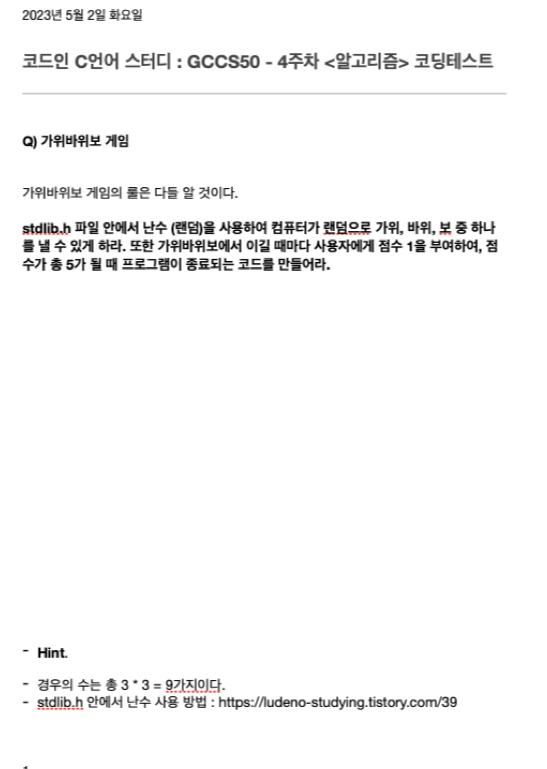 2023년 5월 2일 화요일
코드인 C언어 스터디 : GCCS50 - 4주차 <알고리즘> 코딩테스트
Q) 가위바위보 게임
가위바위보 게임의 룰은 다들 알 것이다.
stdlib.h 파일 안에서 난수 (랜덤)을 사용하여 컴퓨터가 랜덤으로 가위, 바위, 보 중 하나
를 낼 수 있게 하라. 또한 가위바위보에서 이길 때마다 사용자에게 점수 1을 부여하여, 점
수가 총 5가 될 때 프로그램이 종료되는 코드를 만들어라.
- Hint.
- 경우의 수는 총 3 * 3 = 9가지이다.
- stdlib.h 안에서 난수 사용 방법 : https://ludeno-studying.tistory.com/39